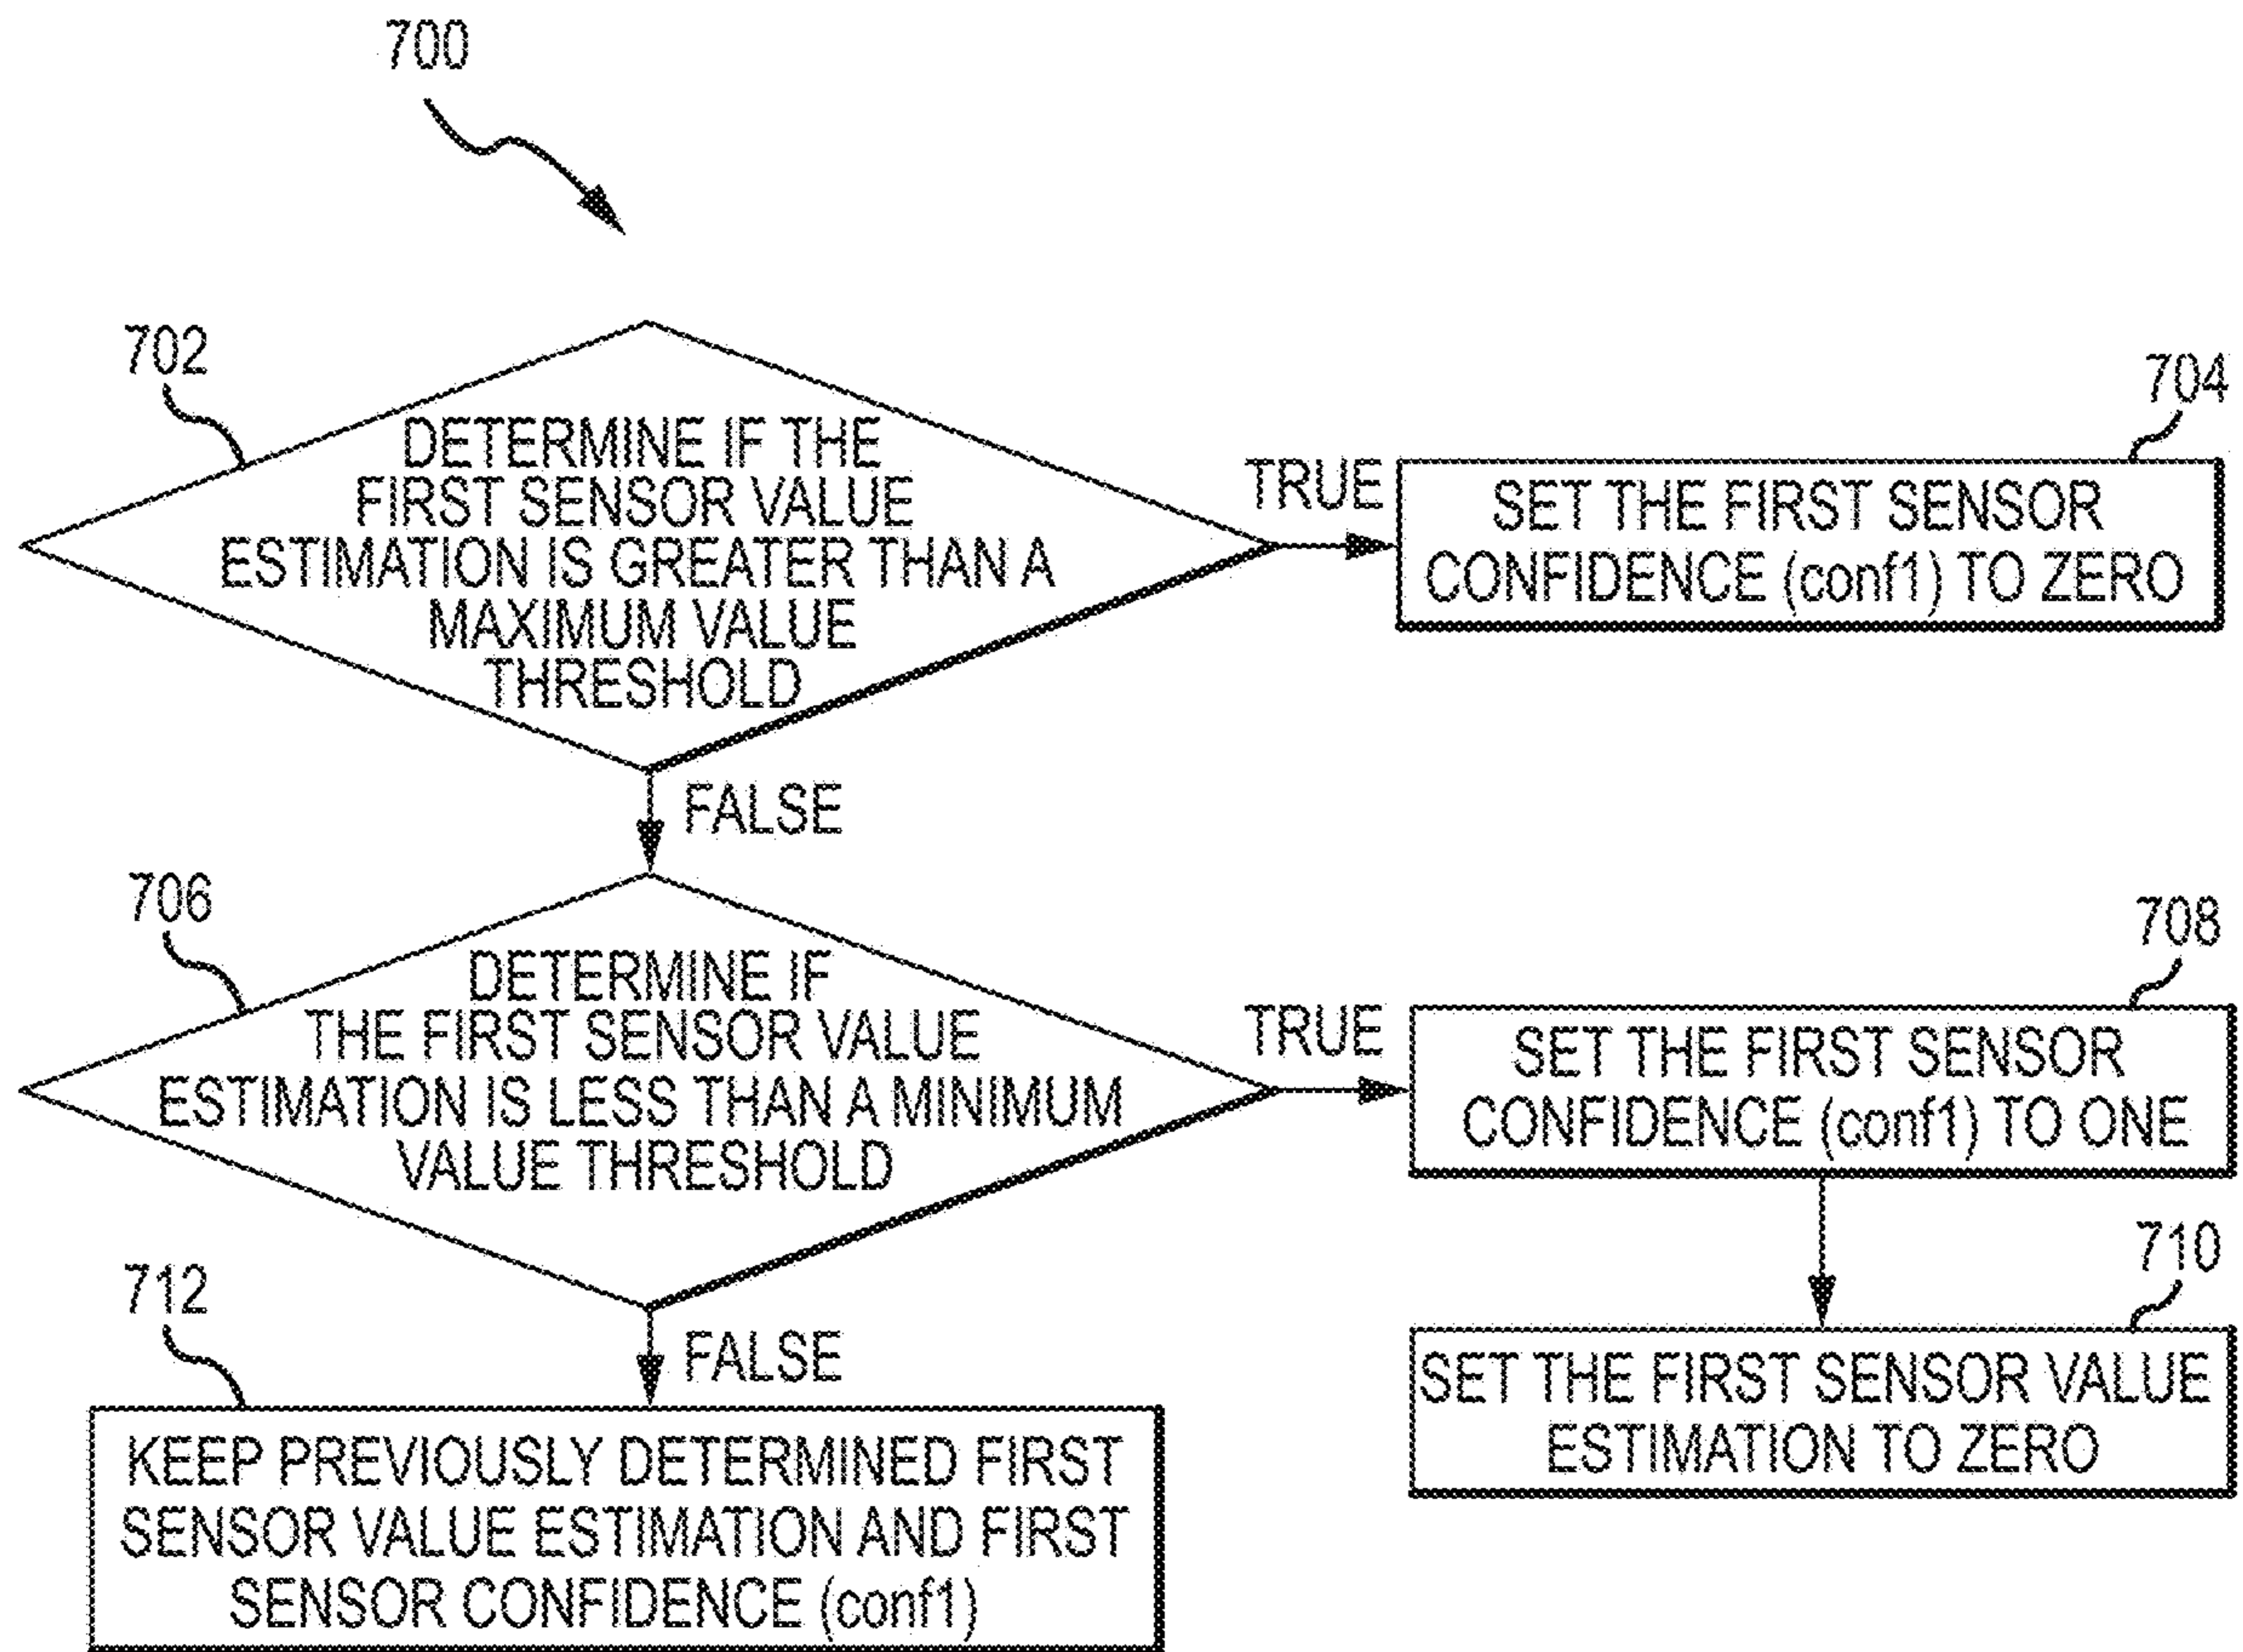 700
702
DETERMINE IF THE
FIRST SENSOR VALUE
ESTIMATION IS GREATER THAN A
MAXIMUM VALUE
THRESHOLD
TRUE
704
SET THE FIRST SENSOR
CONFIDENCE (conf1) TO ZERO
FALSE
706
DETERMINE IF
THE FIRST SENSOR VALUE
ESTIMATION IS LESS THAN A MINIMUM
VALUE THRESHOLD
TRUE
708
SET THE FIRST SENSOR
CONFIDENCE (conf1) TO ONE
710
SET THE FIRST SENSOR VALUE
ESTIMATION TO ZERO
FALSE
712
KEEP PREVIOUSLY DETERMINED FIRST
SENSOR VALUE ESTIMATION AND FIRST
SENSOR CONFIDENCE (conf1)